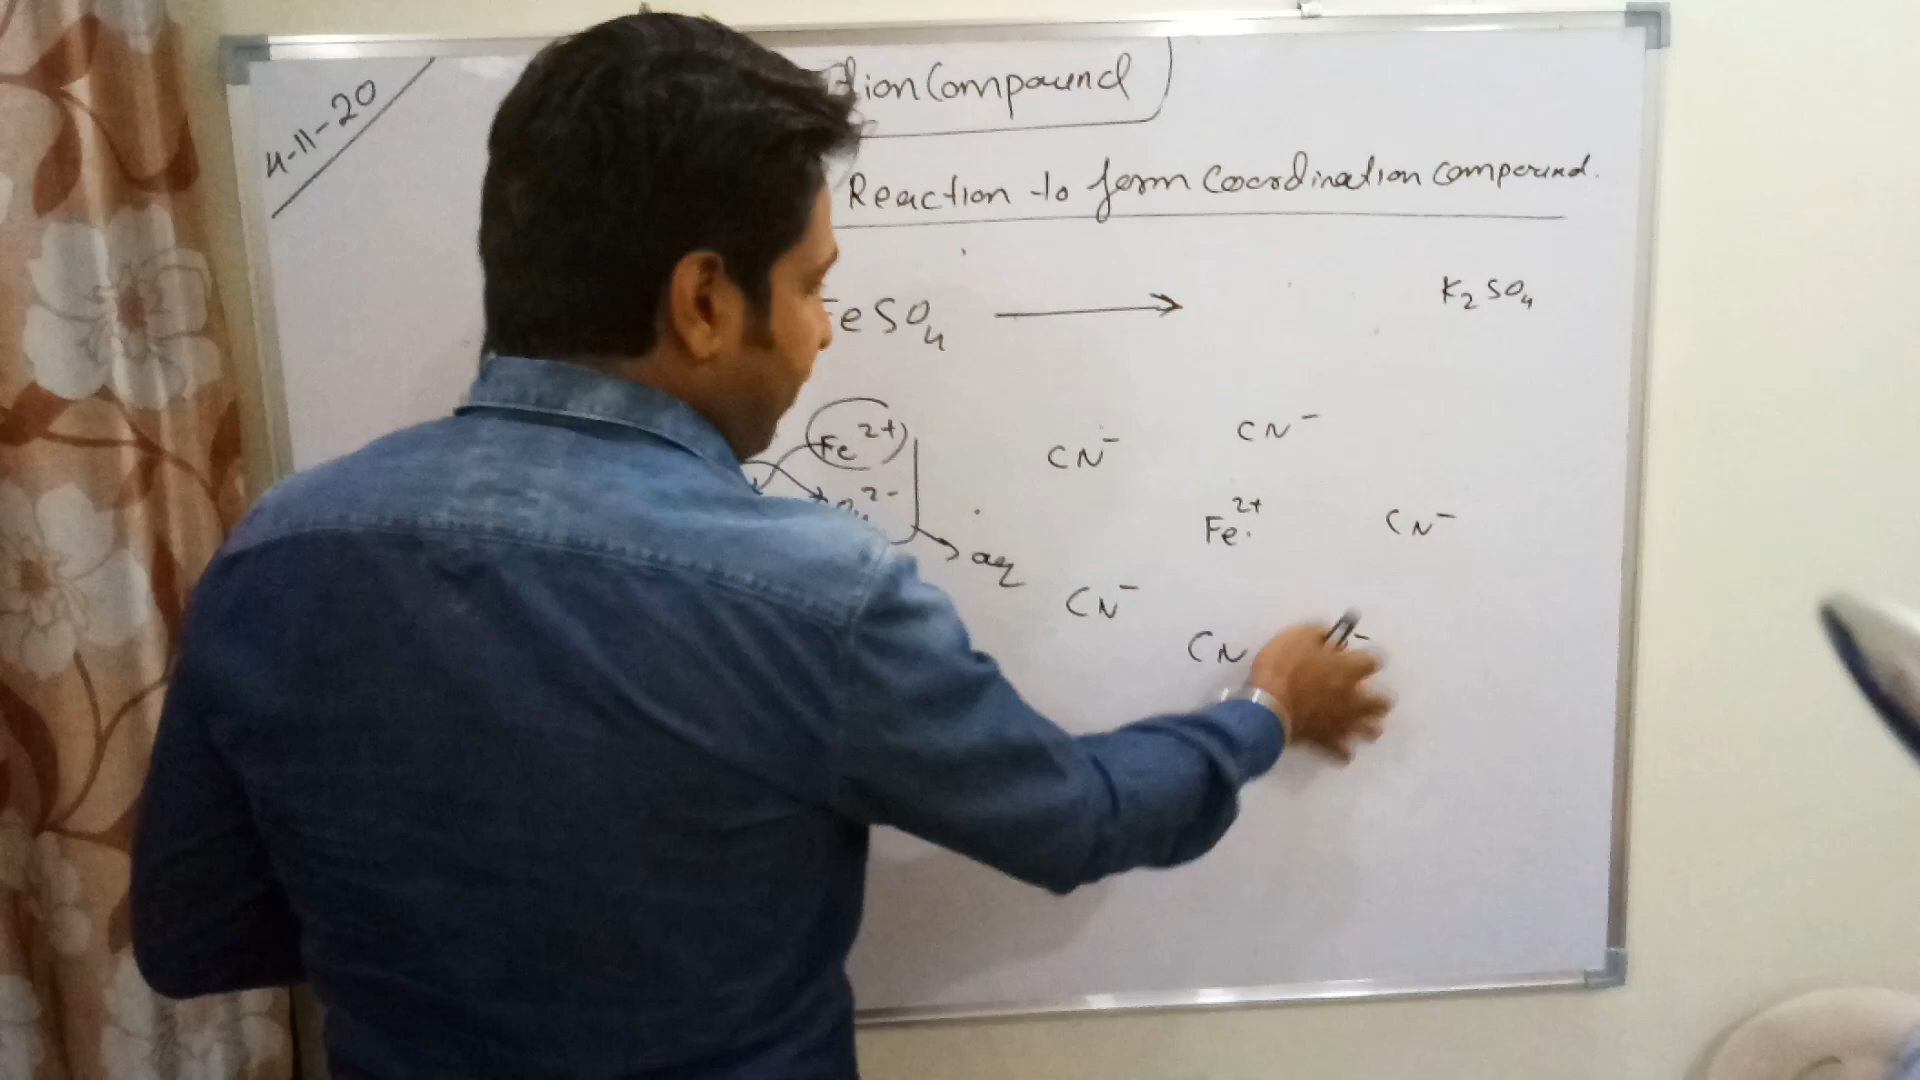 4-11-20
tion Compound
Reaction to form Coordination compound.
FeSO4 → K2SO4
Fe2+
CN-
CN-
2-
Fe2+
CN-
aq
CN-
CN